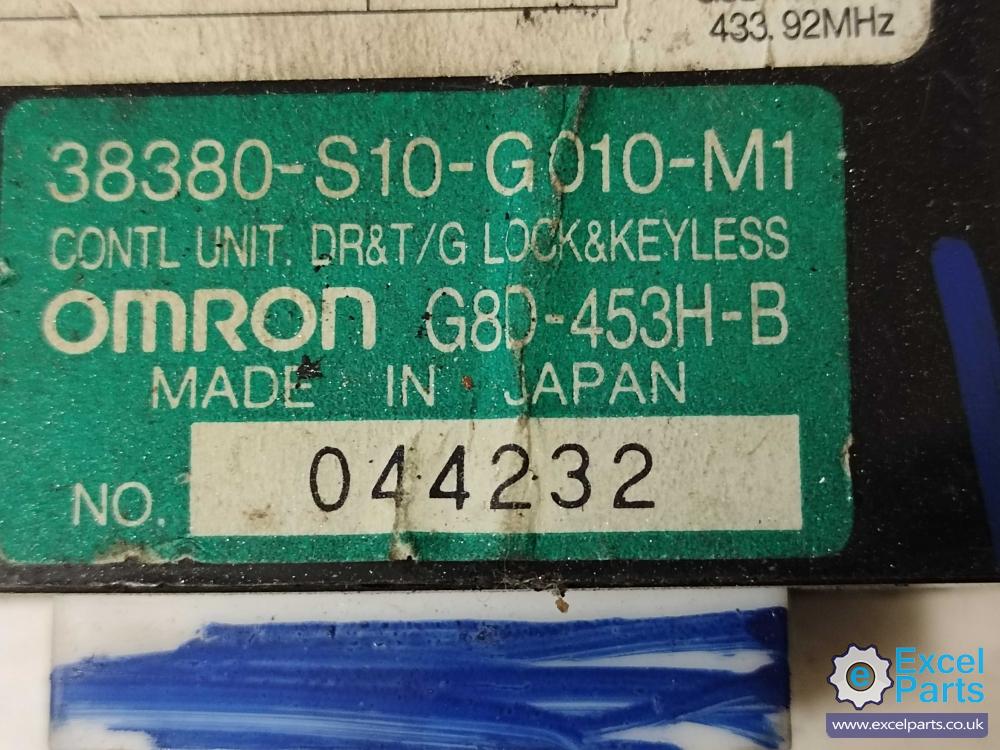 433.92MHz
38380-S10-G010-M1
CONTL UNIT. DR&T/G LOCK&KEYLESS
OMRON G8D-453H-B
MADE IN JAPAN
NO. 044232
e
Excel
Parts
www.excelparts.co.uk